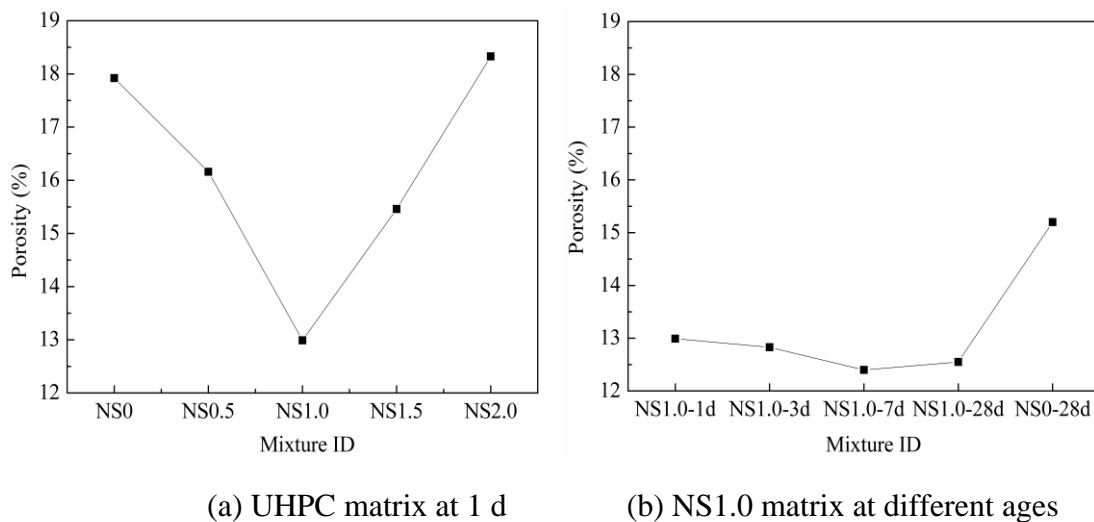 19
18
17
16
15
14
13
12
Porosity (%)
NS0 NS0.5 NS1.0 NS1.5 NS2.0
Mixture ID
19
18
17
16
15
14
13
12
Porosity (%)
NS1.0-1d NS1.0-3d NS1.0-7d NS1.0-28d NS0-28d
Mixture ID
(a) UHPC matrix at 1 d
(b) NS1.0 matrix at different ages